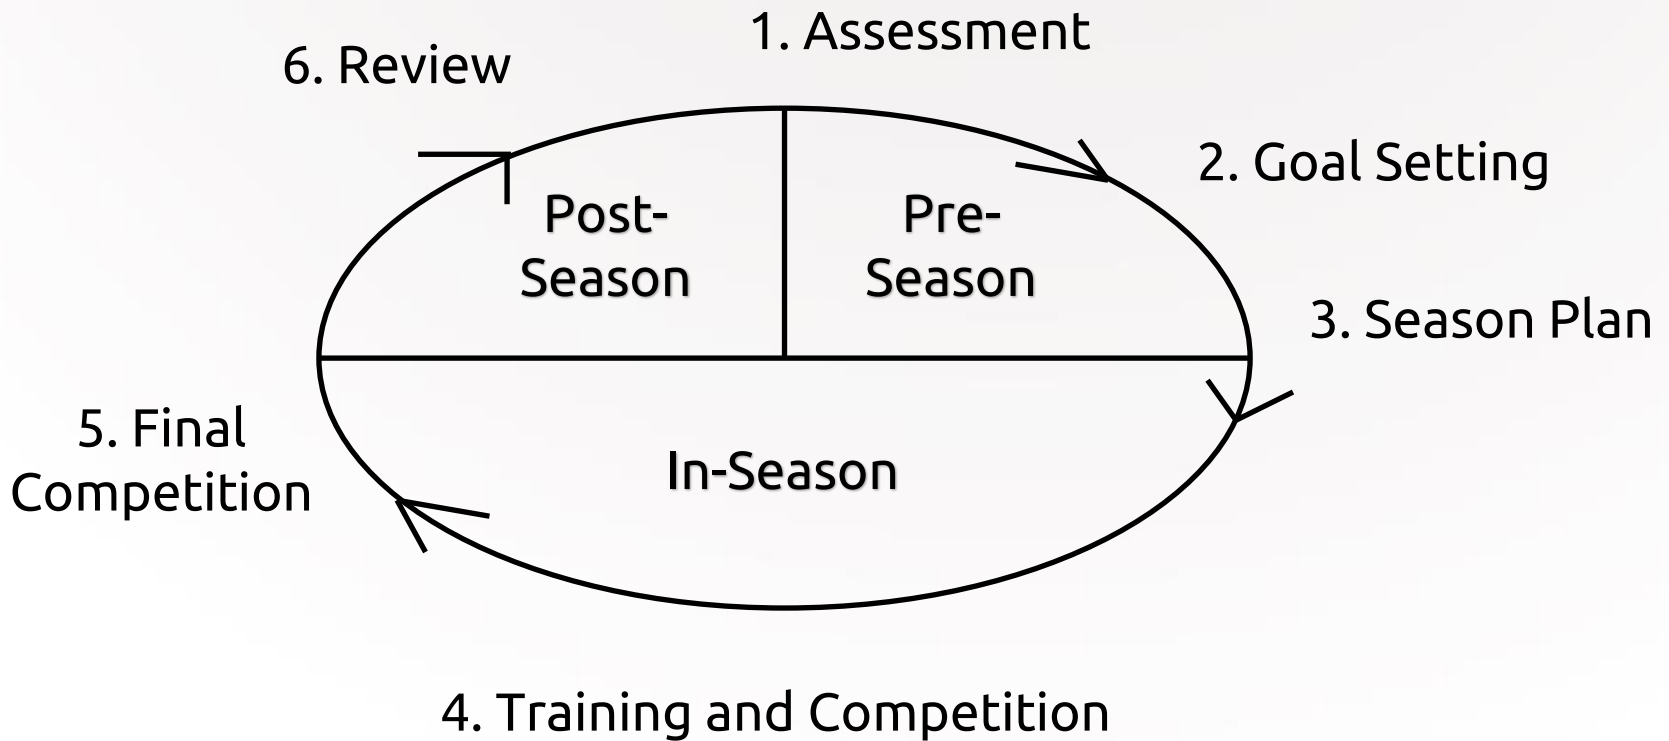 1. Assessment
6. Review
2. Goal Setting
Post-
Season
Pre-
Season
3. Season Plan
5. Final
Competition
In-Season
4. Training and Competition